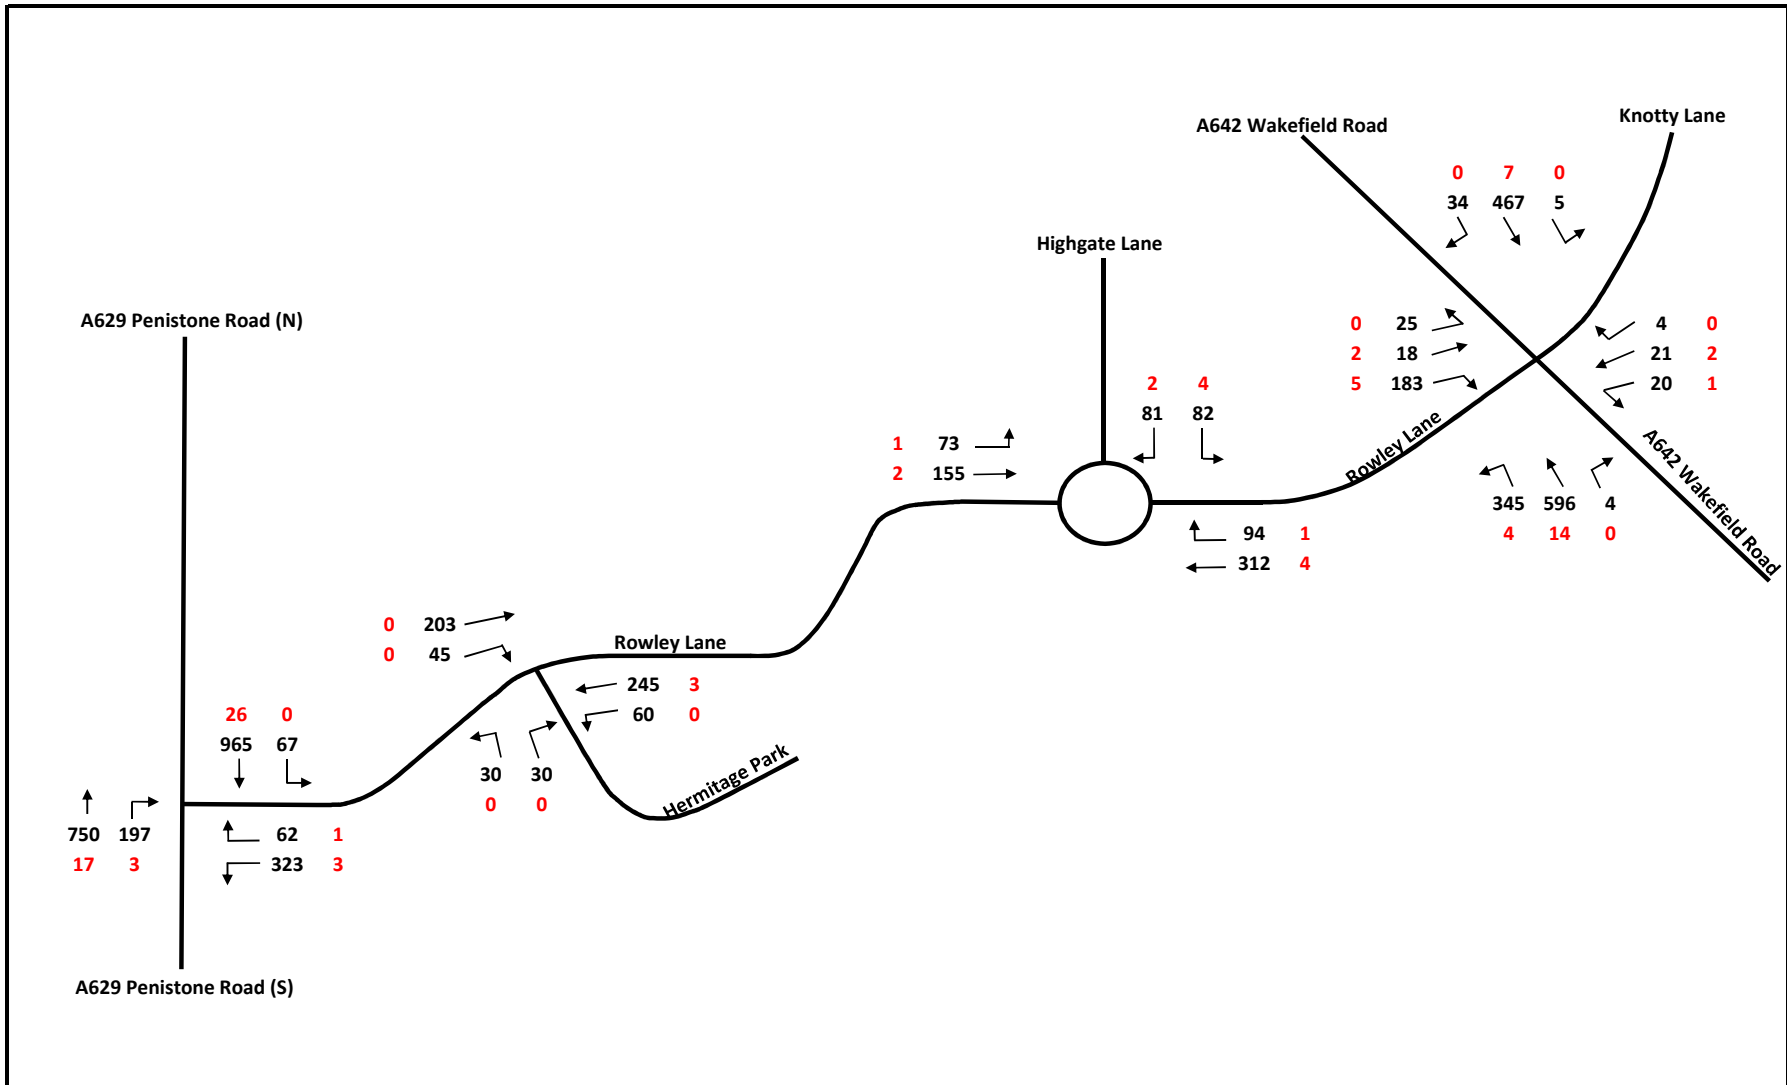 Knotty Lane
A642 Wakefield Road
0 7 0
34 467 5
Highgate Lane
A629 Penistone Road (N)
0 25
2 18
5 183
4 0
21 2
20 1
2 4
81 82
Rowley Lane
A642 Wakefield Road
1 73
2 155
345 596 4
4 14 0
94 1
312 4
0 203
0 45
Rowley Lane
245 3
60 0
26 0
965 67
30 30
0 0
Hermitage Park
750 197
17 3
62 1
323 3
A629 Penistone Road (S)